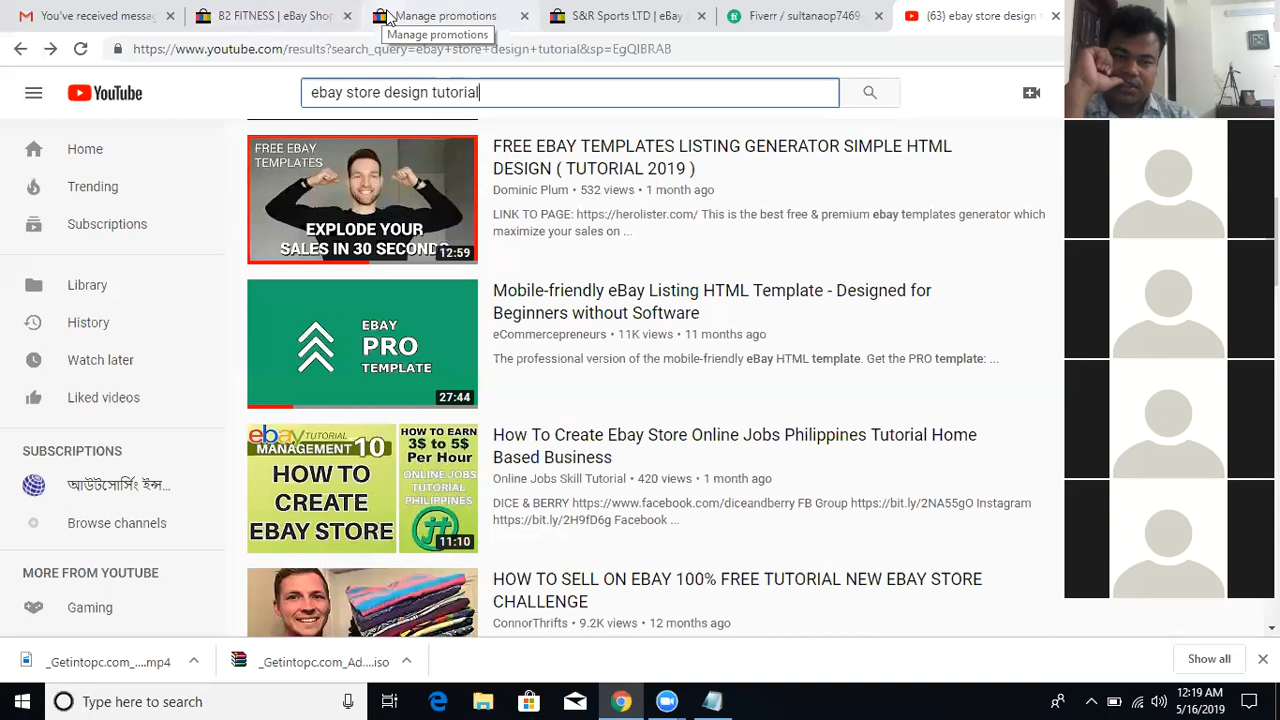 You've received messa
B2 FITNESS | eBay Shop
Manage promotions
S&R Sports LTD | eBay S
Fiverr / sultanaop7469
(63) ebay store design t
Manage promotions
https://www.youtube.com/results?search_query=ebay+store+design+tutorial&sp=EgQIBRAB
YouTube
ebay store design tutorial
Home
Trending
Subscriptions
Library
History
Watch later
Liked videos
SUBSCRIPTIONS
আউটসোর্সিং ইন্স...
Browse channels
MORE FROM YOUTUBE
Gaming
FREE EBAY
TEMPLATES
EXPLODE YOUR
SALES IN 30 SECONDS
12:59
FREE EBAY TEMPLATES LISTING GENERATOR SIMPLE HTML
DESIGN ( TUTORIAL 2019 )
Dominic Plum • 532 views • 1 month ago
LINK TO PAGE: https://herolister.com/ This is the best free & premium ebay templates generator which
maximize your sales on ...
EBAY
PRO
TEMPLATE
27:44
Mobile-friendly eBay Listing HTML Template - Designed for
Beginners without Software
eCommercepreneurs • 11K views • 11 months ago
The professional version of the mobile-friendly eBay HTML template. Get the PRO template: ...
ebay TUTORIAL
MANAGEMENT 10
HOW TO
CREATE
EBAY STORE
HOW TO EARN
3$ to 5$
Per Hour
ONLINE JOBS
TUTORIAL
PHILIPPINES
11:10
How To Create Ebay Store Online Jobs Philippines Tutorial Home
Based Business
Online Jobs Skill Tutorial • 420 views • 1 month ago
DICE & BERRY https://www.facebook.com/diceandberry FB Group https://bit.ly/2NA55gO Instagram
https://bit.ly/2H9fD6g Facebook ...
HOW TO SELL ON EBAY 100% FREE TUTORIAL NEW EBAY STORE
CHALLENGE
ConnorThrifts • 9.2K views • 12 months ago
_Getintopc.com_....mp4
_Getintopc.com_Ad...iso
Show all
Type here to search
12:19 AM
5/16/2019